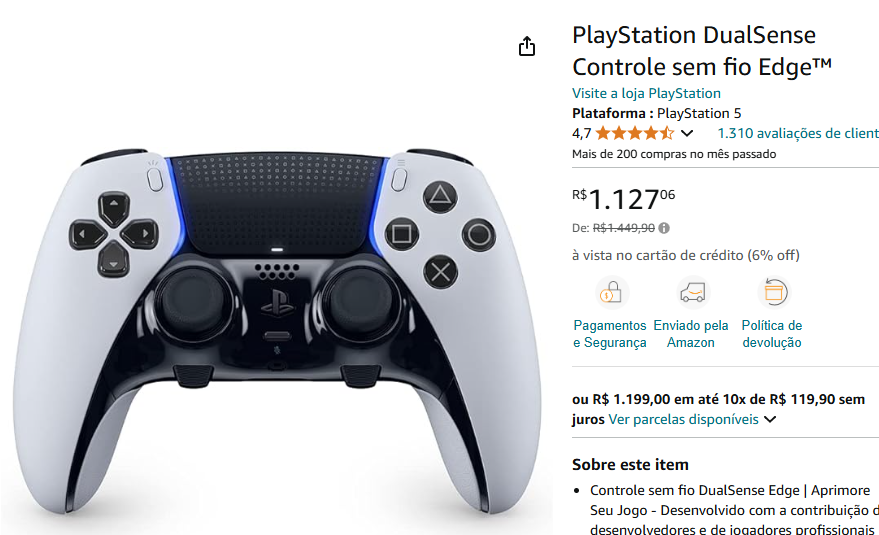 PlayStation DualSense
Controle sem fio Edge™
Visite a loja PlayStation
Plataforma : PlayStation 5
4,7 1.310 avaliações de client
Mais de 200 compras no mês passado
R$1.12706
De: R$1.449,90
à vista no cartão de crédito (6% off)
Pagamentos Enviado pela Política de
e Segurança Amazon devolução
ou R$ 1.199,00 em até 10x de R$ 119,90 sem
juros Ver parcelas disponíveis
Sobre este item
• Controle sem fio DualSense Edge | Aprimore
Seu Jogo - Desenvolvido com a contribuição d
desenvolvedores e de jogadores profissionais